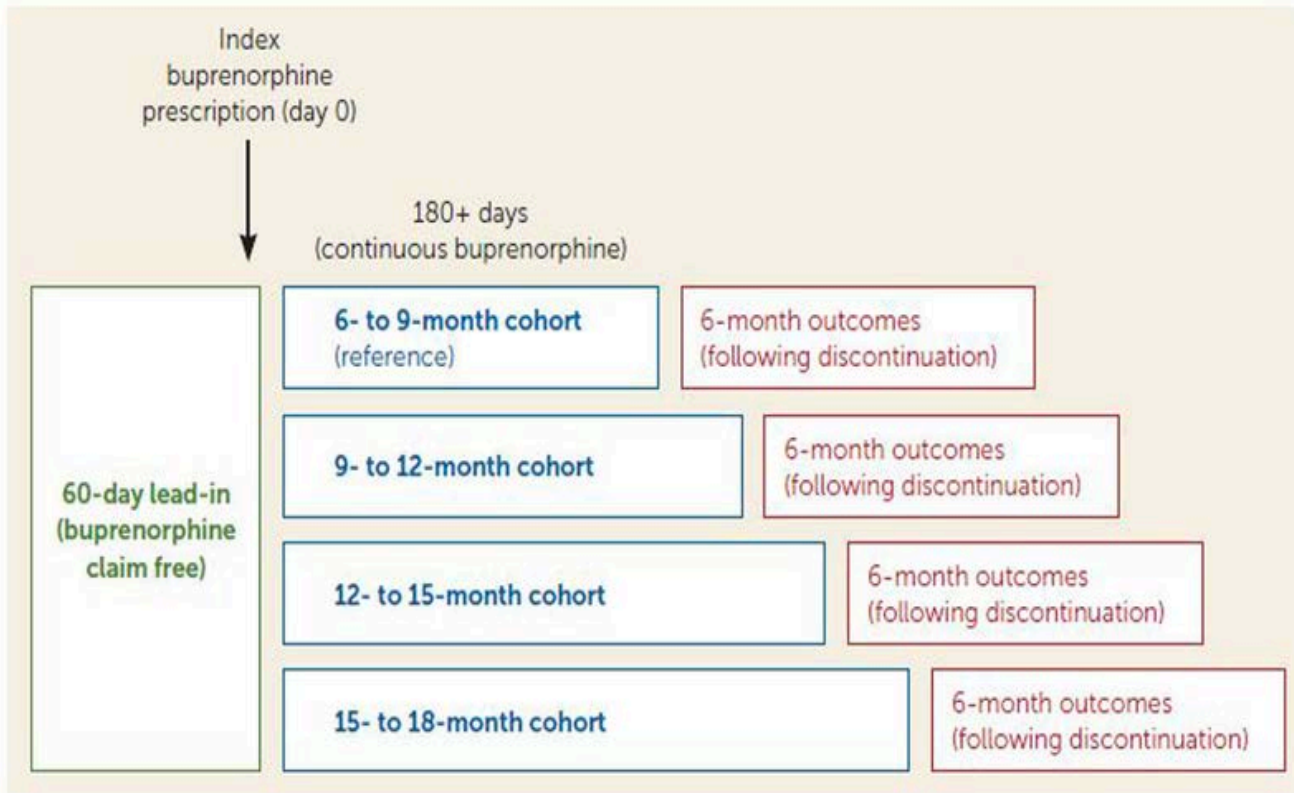 Index
buprenorphine
prescription (day 0)
180+ days
(continuous buprenorphine)
60-day lead-in
(buprenorphine
claim free)
6- to 9-month cohort
(reference)
6-month outcomes
(following discontinuation)
9- to 12-month cohort
6-month outcomes
(following discontinuation)
12- to 15-month cohort
6-month outcomes
(following discontinuation)
15- to 18-month cohort
6-month outcomes
(following discontinuation)